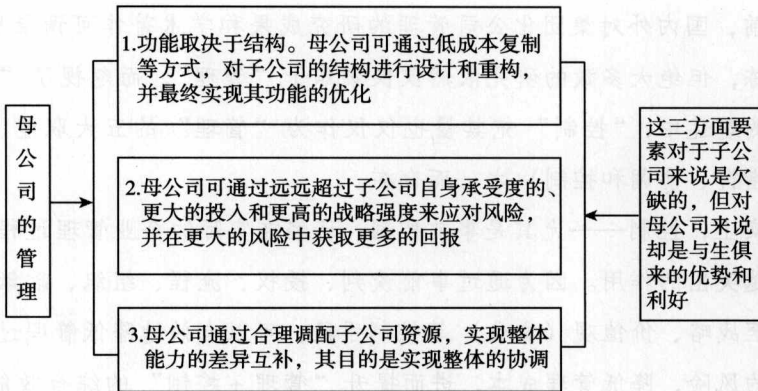 母
公
司
的
管
理
1.功能取决于结构。母公司可通过低成本复制
等方式，对子公司的结构进行设计和重构，
并最终实现其功能的优化
2.母公司可通过远远超过子公司自身承受度的、
更大的投入和更高的战略强度来应对风险，
并在更大的风险中获取更多的回报
3.母公司通过合理调配子公司资源，实现整体
能力的差异互补，其目的是实现整体的协调
这三方面要
素对于子公
司来说是欠
缺的，但对
母公司来说
却是与生俱
来的优势和
利好